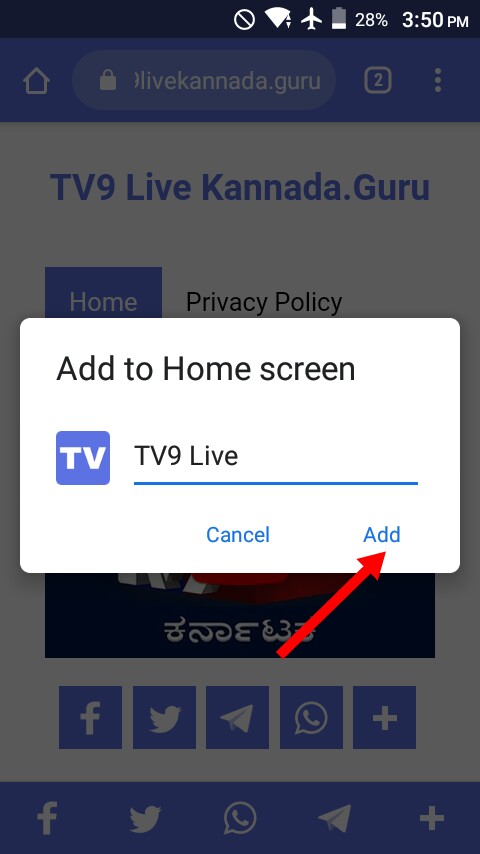 28% 3:50 PM
9livekannada.guru 2
TV9 Live Kannada.Guru
Home Privacy Policy
Add to Home screen
TV TV9 Live
Cancel Add
ಕರ್ನಾಟಕ